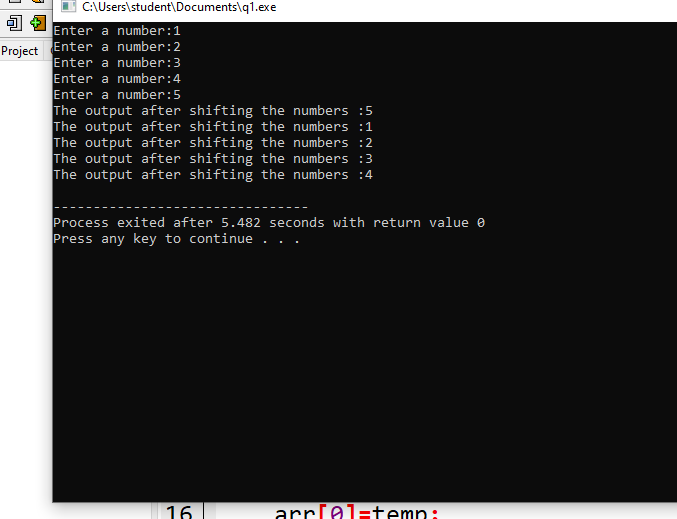 C:\Users\student\Documents\q1.exe
Project
Enter a number:1
Enter a number:2
Enter a number:3
Enter a number:4
Enter a number:5
The output after shifting the numbers :5
The output after shifting the numbers :1
The output after shifting the numbers :2
The output after shifting the numbers :3
The output after shifting the numbers :4
--------------------------------
Process exited after 5.482 seconds with return value 0
Press any key to continue . . .
16 arr[0]=temp;